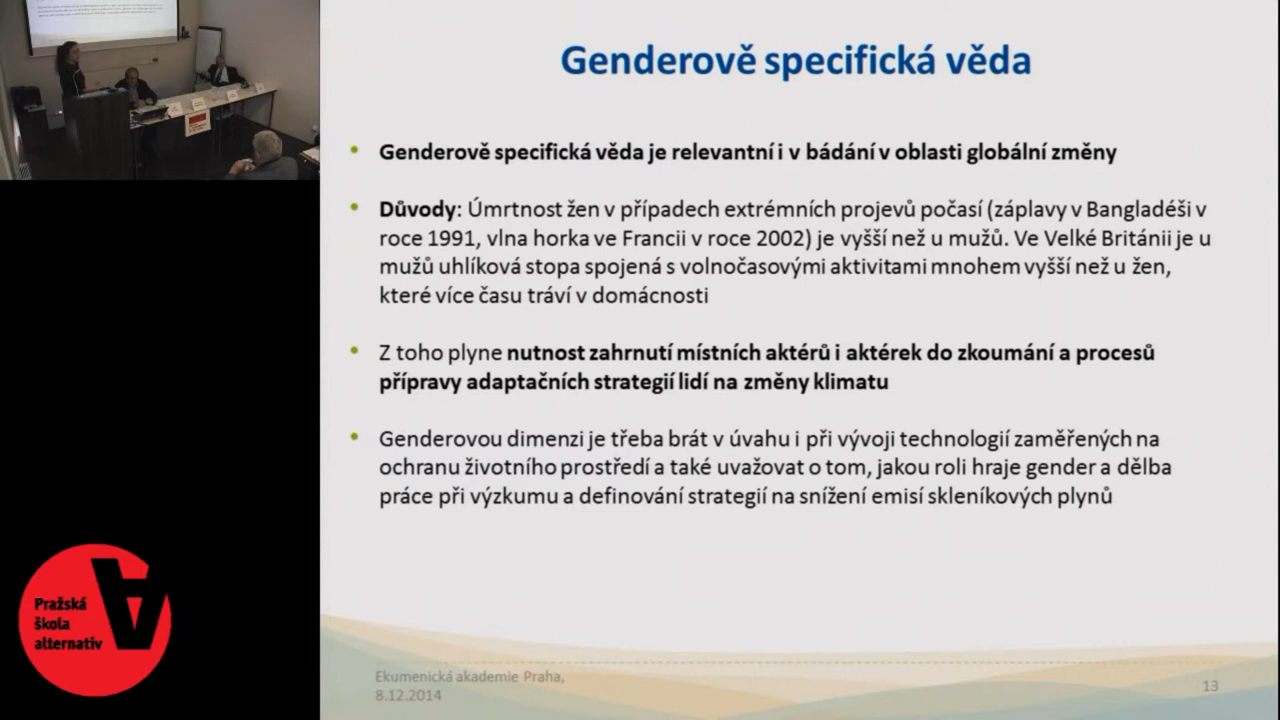 Genderově specifická věda
Genderově specifická věda je relevantní i v bádání v oblasti globální změny
Důvody: Úmrtnost žen v případech extrémních projevů počasí (záplavy v Bangladéši v
roce 1991, vlna horka ve Francii v roce 2002) je vyšší než u mužů. Ve Velké Británii je u
mužů uhlíková stopa spojená s volnočasovými aktivitami mnohem vyšší než u žen,
které více času tráví v domácnosti
Z toho plyne nutnost zahrnutí místních aktérů i aktérek do zkoumání a procesů
přípravy adaptačních strategií lidí na změny klimatu
Genderovou dimenzi je třeba brát v úvahu i při vývoji technologií zaměřených na
ochranu životního prostředí a také uvažovat o tom, jakou roli hraje gender a dělba
práce při výzkumu a definování strategií na snížení emisí skleníkových plynů
Pražská
škola
alternativ
Ekumenická akademie Praha,
8.12.2014
13